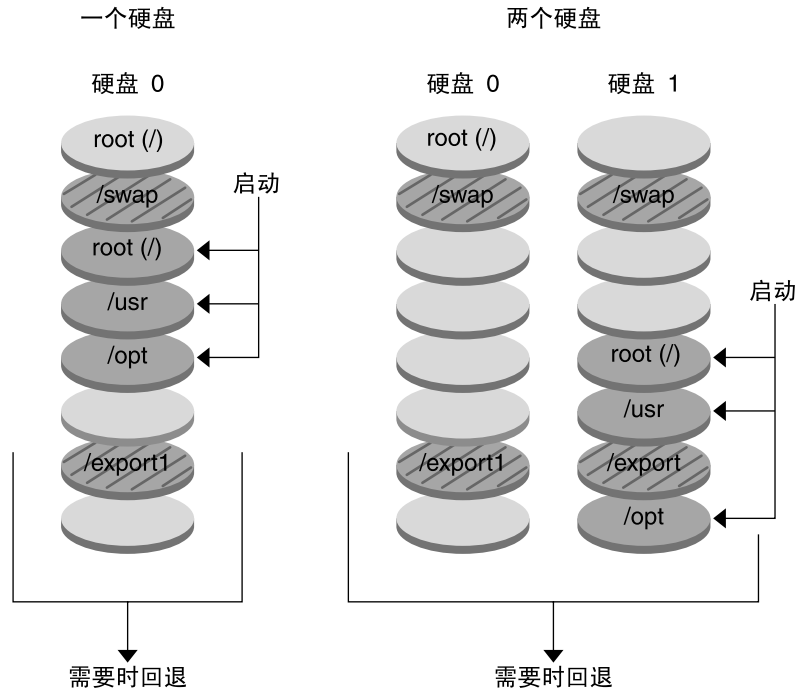 一个硬盘
硬盘 0
root (/)
/swap
启动
root (/)
/usr
/opt
/export1
需要时回退
两个硬盘
硬盘 0
root (/)
/swap
/export1
硬盘 1
/swap
启动
root (/)
/usr
/export
/opt
需要时回退